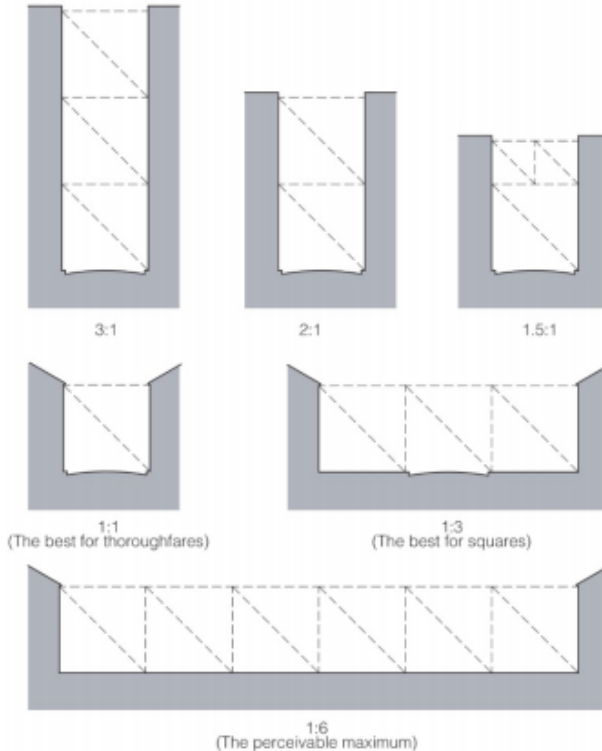 3:1
2:1
1.5:1
1:1
(The best for thoroughfares)
1:3
(The best for squares)
1:6
(The perceivable maximum)